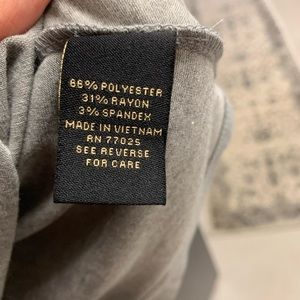 66% POLYESTER
31% RAYON
3% SPANDEX
MADE IN VIETNAM
RN 77025
SEE REVERSE
FOR CARE